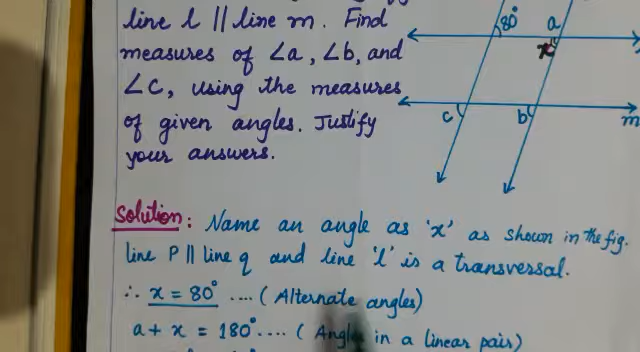 line l || line m. Find
measures of ∠a, ∠b, and
∠c, using the measures
of given angles. Justify
your answers.
80° a
x
c b m
Solution: Name an angle as 'x' as shown in the fig.
line P || line q and line 'l' is a transversal.
∴ x = 80° .... (Alternate angles)
a + x = 180° .... (Angles in a linear pair)